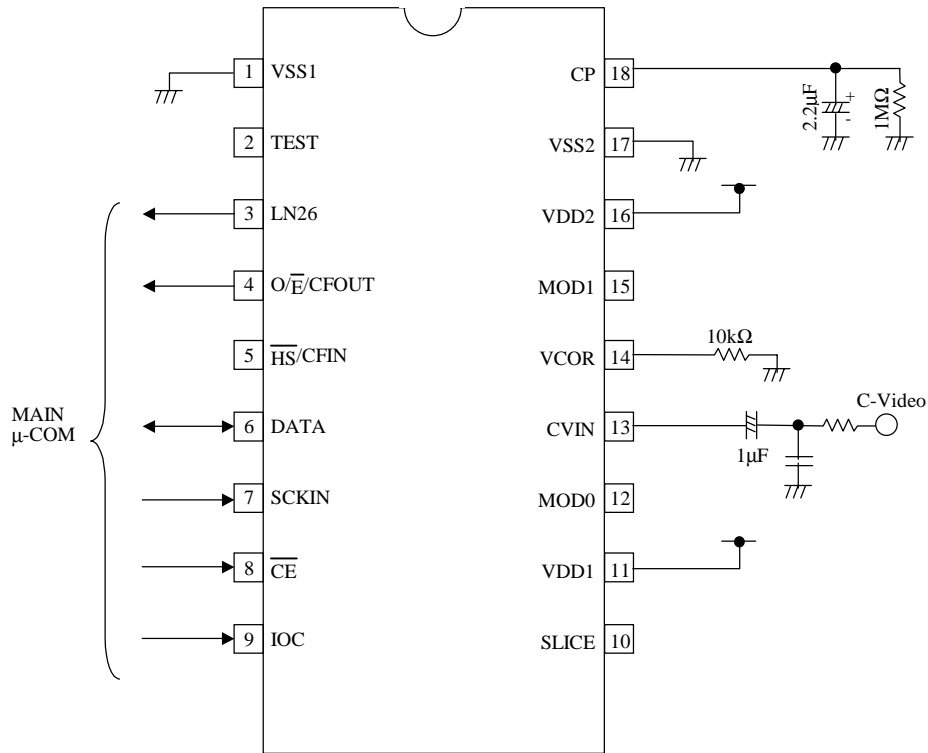 1 VSS1
2 TEST
3 LN26
4 O/E̅/CFOUT
5 H̅S̅/CFIN
6 DATA
7 SCKIN
8 C̅E̅
9 IOC
MAIN
μ-COM
CP 18
VSS2 17
VDD2 16
MOD1 15
VCOR 14
CVIN 13
MOD0 12
VDD1 11
SLICE 10
2.2μF
+
-
1MΩ
10kΩ
C-Video
1μF